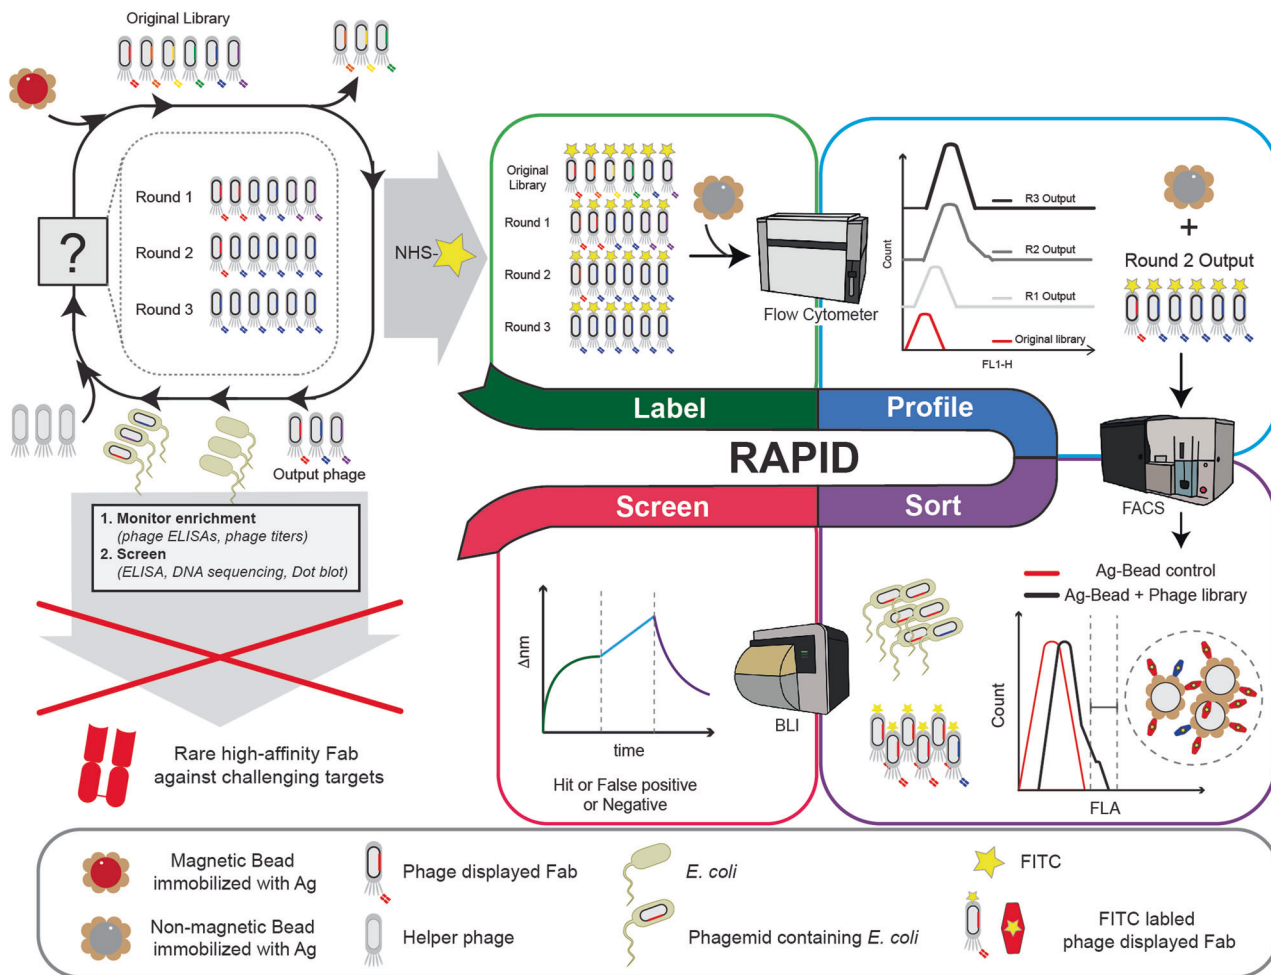 Original Library
?
Round 1
Round 2
Round 3
Output phage
NHS-
1. Monitor enrichment
(phage ELISAs, phage titers)
2. Screen
(ELISA, DNA sequencing, Dot blot)
Rare high-affinity Fab
against challenging targets
Original
Library
Round 1
Round 2
Round 3
Flow Cytometer
Count
R3 Output
R2 Output
R1 Output
Original library
FL1-H
+
Round 2 Output
Label
Profile
RAPID
Screen
Sort
FACS
Δnm
time
BLI
Hit or False positive
or Negative
Ag-Bead control
Ag-Bead + Phage library
Count
FLA
Magnetic Bead
immobilized with Ag
Non-magnetic Bead
immobilized with Ag
Phage displayed Fab
Helper phage
E. coli
Phagemid containing E. coli
FITC
FITC labled
phage displayed Fab